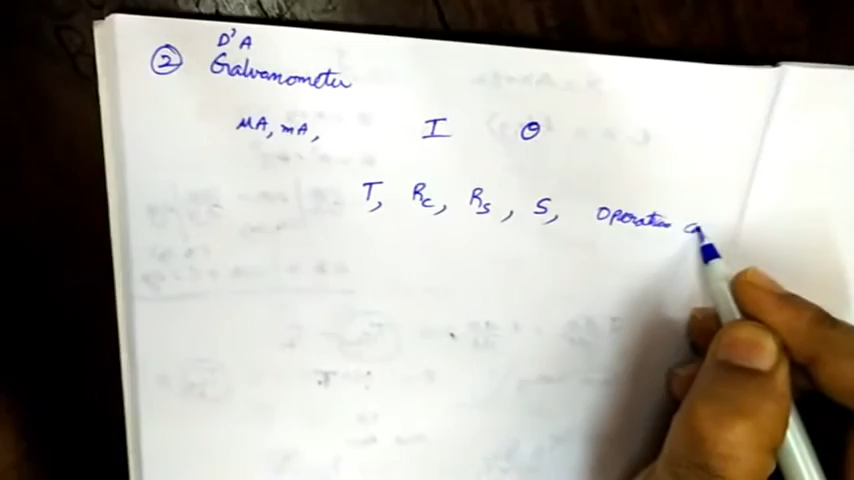 D'A
② Galvanometer
μA, mA, I θ
T, Rc, Rs, S, Operation